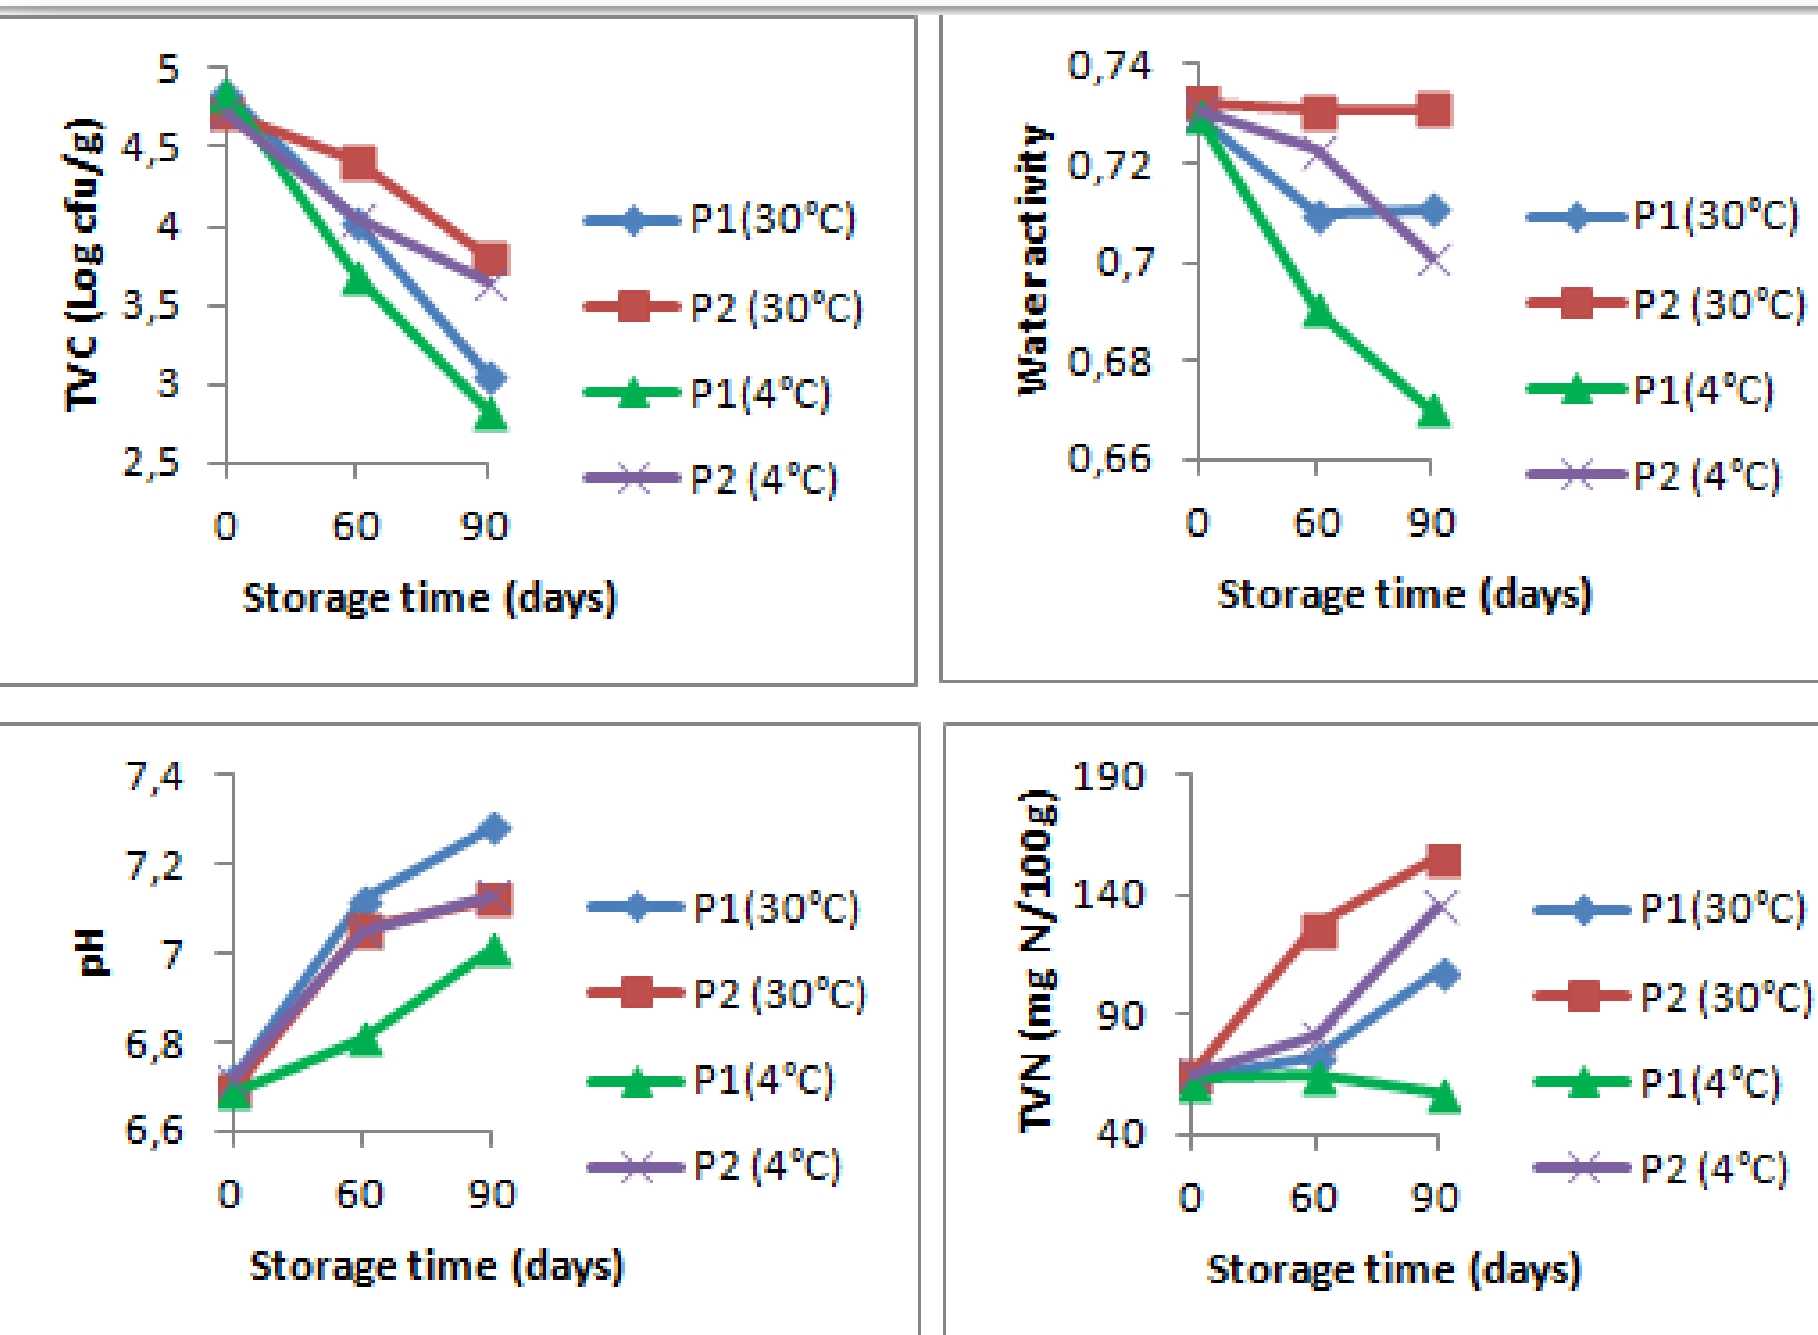 TVC (Log cfu/g)
5
4,5
4
3,5
3
2,5
0 60 90
Storage time (days)
P1(30°C)
P2 (30°C)
P1(4°C)
P2 (4°C)
Water activity
0,74
0,72
0,7
0,68
0,66
0 60 90
Storage time (days)
P1(30°C)
P2 (30°C)
P1(4°C)
P2 (4°C)
pH
7,4
7,2
7
6,8
6,6
0 60 90
Storage time (days)
P1(30°C)
P2 (30°C)
P1(4°C)
P2 (4°C)
TVN (mg N/100g)
190
140
90
40
0 60 90
Storage time (days)
P1(30°C)
P2 (30°C)
P1(4°C)
P2 (4°C)